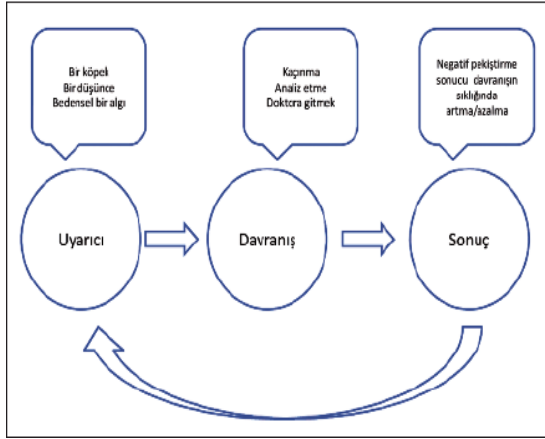 Bir köpek
Bir düşünce
Bedensel bir algı
Kaçınma
Analiz etme
Doktora gitmek
Negatif pekiştirme
sonucu davranışın
sıklığında
artma/azalma
Uyarıcı
Davranış
Sonuç